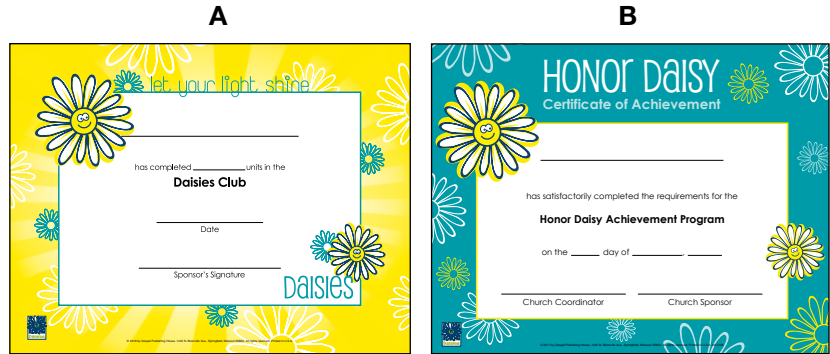 A
let your light shine
has completed units in the
Daisies Club
Date
Sponsor's Signature
DAISIES
B
HONOR DAISY
Certificate of Achievement
has satisfactorily completed the requirements for the
Honor Daisy Achievement Program
on the day of ,
Church Coordinator Church Sponsor